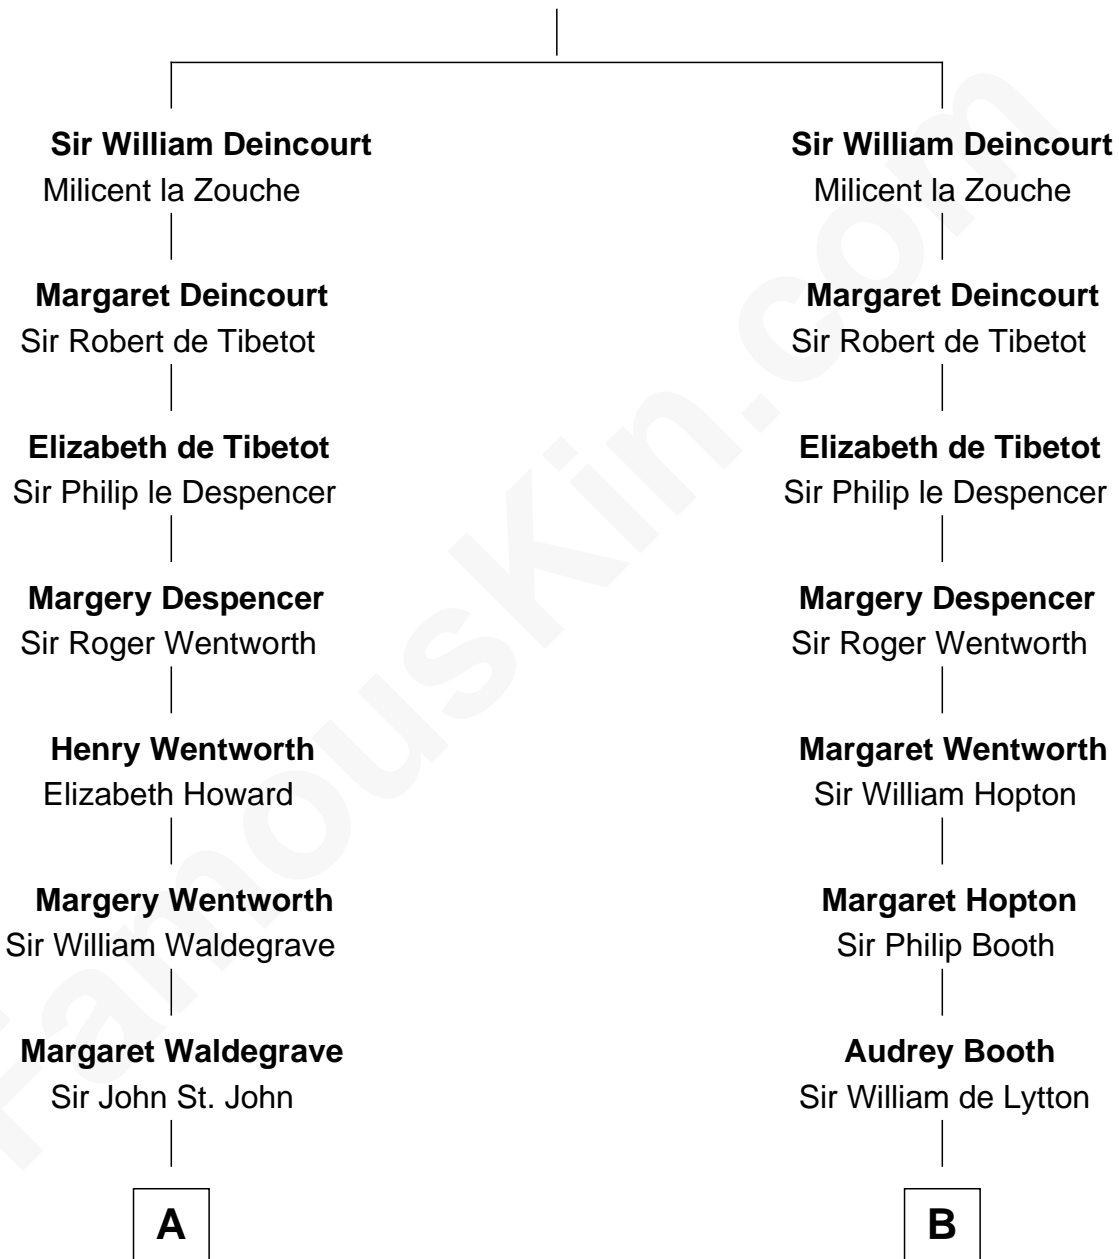 Sir William Deincourt
Milicent la Zouche
Margaret Deincourt
Sir Robert de Tibetot
Elizabeth de Tibetot
Sir Philip le Despencer
Margery Despencer
Sir Roger Wentworth
Henry Wentworth
Elizabeth Howard
Margery Wentworth
Sir William Waldegrave
Margaret Waldegrave
Sir John St. John
A
Sir William Deincourt
Milicent la Zouche
Margaret Deincourt
Sir Robert de Tibetot
Elizabeth de Tibetot
Sir Philip le Despencer
Margery Despencer
Sir Roger Wentworth
Margaret Wentworth
Sir William Hopton
Margaret Hopton
Sir Philip Booth
Audrey Booth
Sir William de Lytton
B
FamousKin.com